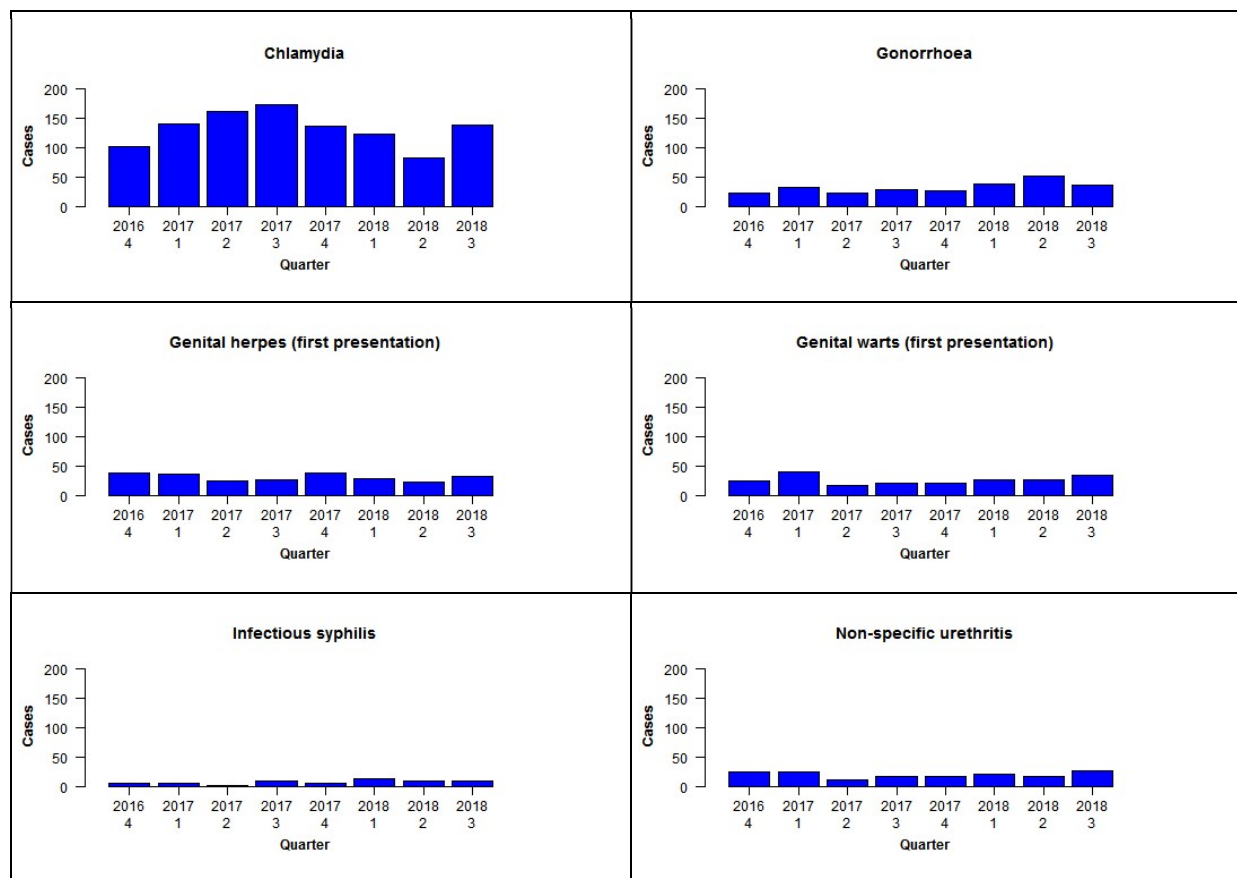 Chlamydia
200
150
100
50
0
Cases
2016 2017 2017 2017 2017 2018 2018 2018
4 1 2 3 4 1 2 3
Quarter
Gonorrhoea
200
150
100
50
0
Cases
2016 2017 2017 2017 2017 2018 2018 2018
4 1 2 3 4 1 2 3
Quarter
Genital herpes (first presentation)
200
150
100
50
0
Cases
2016 2017 2017 2017 2017 2018 2018 2018
4 1 2 3 4 1 2 3
Quarter
Genital warts (first presentation)
200
150
100
50
0
Cases
2016 2017 2017 2017 2017 2018 2018 2018
4 1 2 3 4 1 2 3
Quarter
Infectious syphilis
200
150
100
50
0
Cases
2016 2017 2017 2017 2017 2018 2018 2018
4 1 2 3 4 1 2 3
Quarter
Non-specific urethritis
200
150
100
50
0
Cases
2016 2017 2017 2017 2017 2018 2018 2018
4 1 2 3 4 1 2 3
Quarter